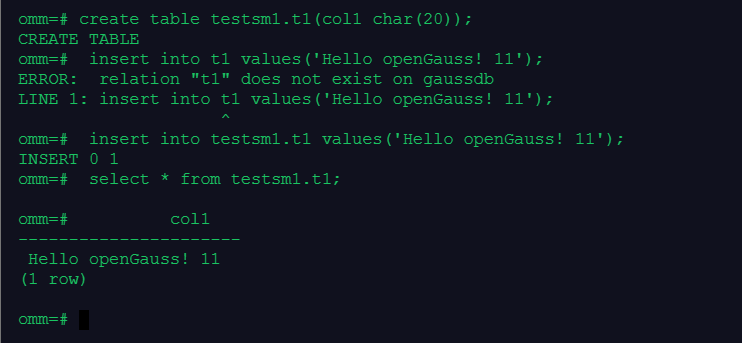 omm=# create table testsm1.t1(col1 char(20));
CREATE TABLE
omm=#  insert into t1 values('Hello openGauss! 11');
ERROR:  relation "t1" does not exist on gaussdb
LINE 1: insert into t1 values('Hello openGauss! 11');
                    ^
omm=#  insert into testsm1.t1 values('Hello openGauss! 11');
INSERT 0 1
omm=#  select * from testsm1.t1;
omm=#          col1
----------------------
 Hello openGauss! 11
(1 row)
omm=#